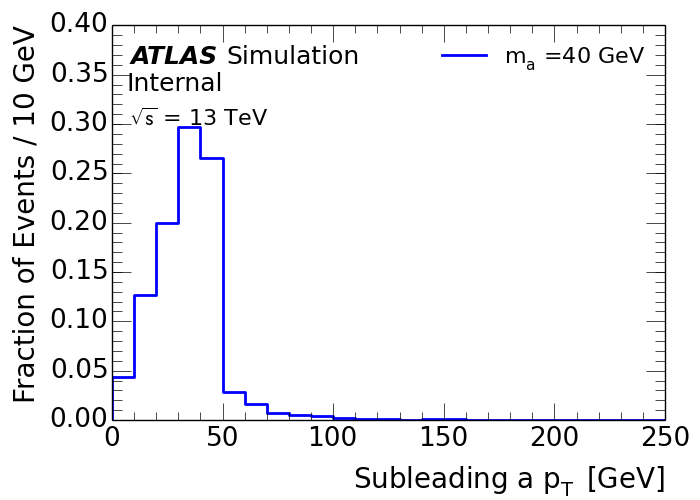 Fraction of Events / 10 GeV
0.40
0.35
0.30
0.25
0.20
0.15
0.10
0.05
0.00
ATLAS Simulation
Internal
√s = 13 TeV
mₐ =40 GeV
0 50 100 150 200 250
Subleading a p_T [GeV]